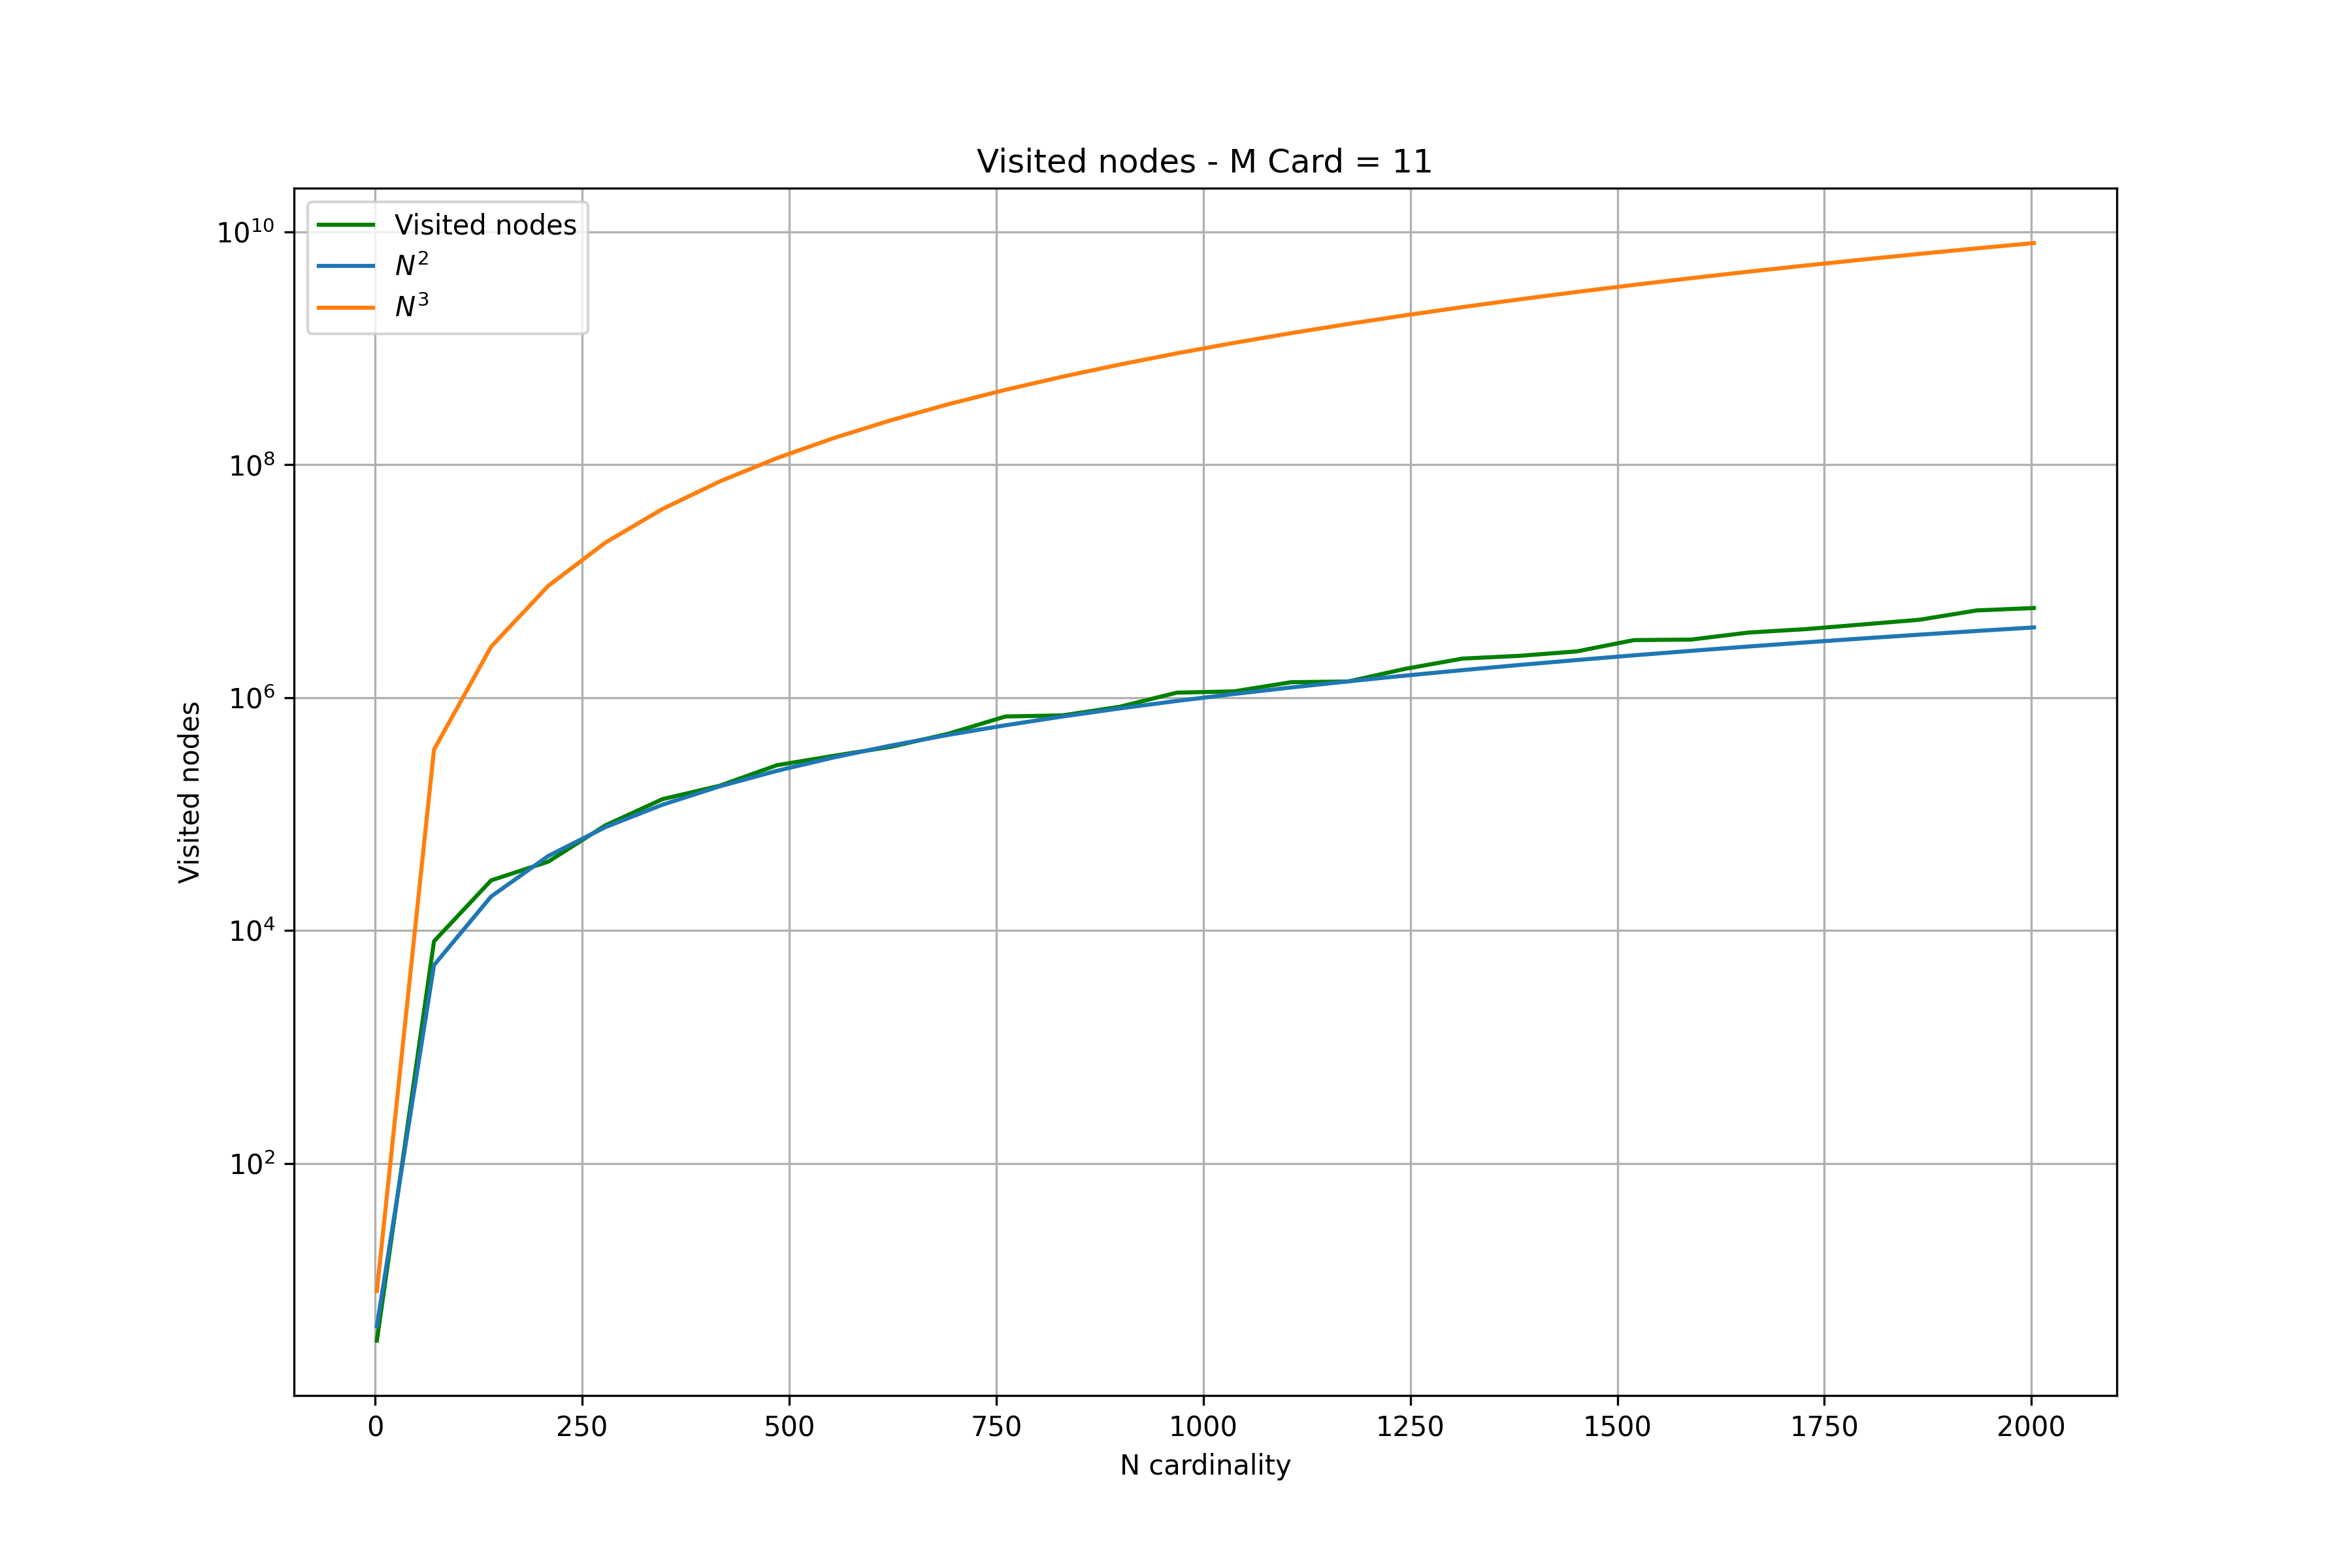 Visited nodes - M Card = 11
Visited nodes
N²
N³
10¹⁰
10⁸
10⁶
10⁴
10²
Visited nodes
0 250 500 750 1000 1250 1500 1750 2000
N cardinality